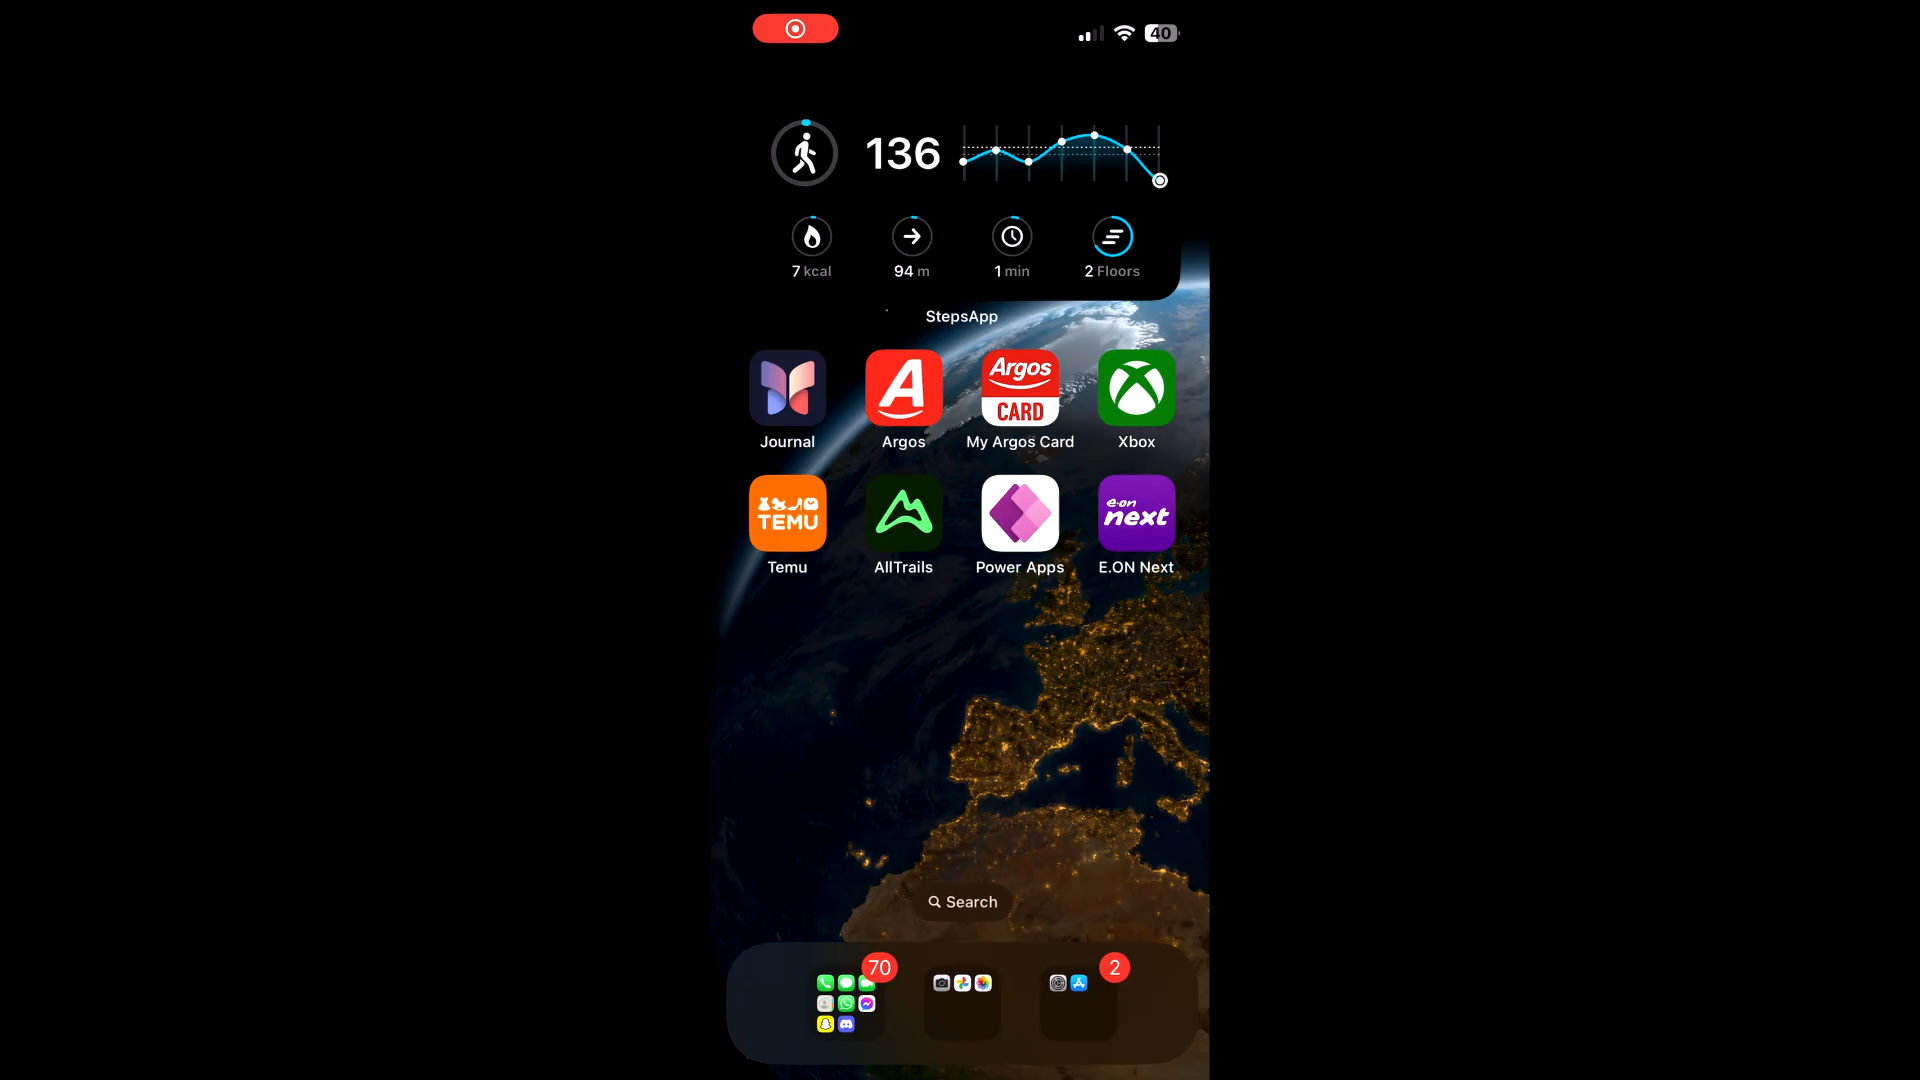 40
136
7 kcal 94 m 1 min 2 Floors
StepsApp
Argos
CARD
Journal Argos My Argos Card Xbox
TEMU
e·on
next
Temu AllTrails Power Apps E.ON Next
Search
70 2